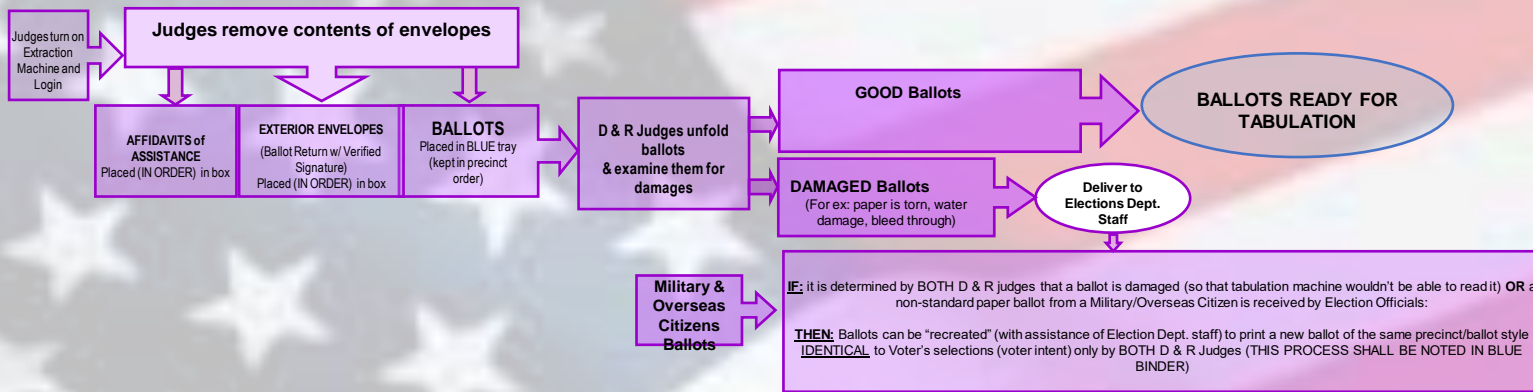 Judges turn on
Extraction
Machine and
Login
Judges remove contents of envelopes
AFFIDAVITS of
ASSISTANCE
Placed (IN ORDER) in box
EXTERIOR ENVELOPES
(Ballot Return w/ Verified
Signature)
Placed (IN ORDER) in box
BALLOTS
Placed in BLUE tray
(kept in precinct
order)
D & R Judges unfold
ballots
& examine them for
damages
GOOD Ballots
BALLOTS READY FOR
TABULATION
DAMAGED Ballots
(For ex: paper is torn, water
damage, bleed through)
Deliver to
Elections Dept.
Staff
Military &
Overseas
Citizens
Ballots
IF: it is determined by BOTH D & R judges that a ballot is damaged (so that tabulation machine wouldn't be able to read it) OR a
non-standard paper ballot from a Military/Overseas Citizen is received by Election Officials:
THEN: Ballots can be “recreated” (with assistance of Election Dept. staff) to print a new ballot of the same precinct/ballot style
IDENTICAL to Voter's selections (voter intent) only by BOTH D & R Judges (THIS PROCESS SHALL BE NOTED IN BLUE
BINDER)